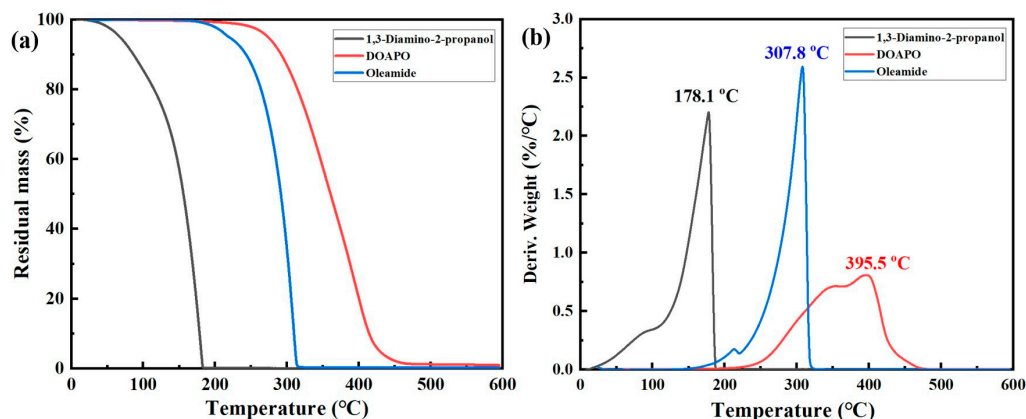 (a)
1,3-Diamino-2-propanol
DOAPO
Oleamide
Residual mass (%)
100
80
60
40
20
0
0 100 200 300 400 500 600
Temperature (°C)
(b)
1,3-Diamino-2-propanol
DOAPO
Oleamide
307.8 °C
178.1 °C
395.5 °C
Deriv. Weight (%/°C)
3.0
2.5
2.0
1.5
1.0
0.5
0.0
0 100 200 300 400 500 600
Temperature (°C)